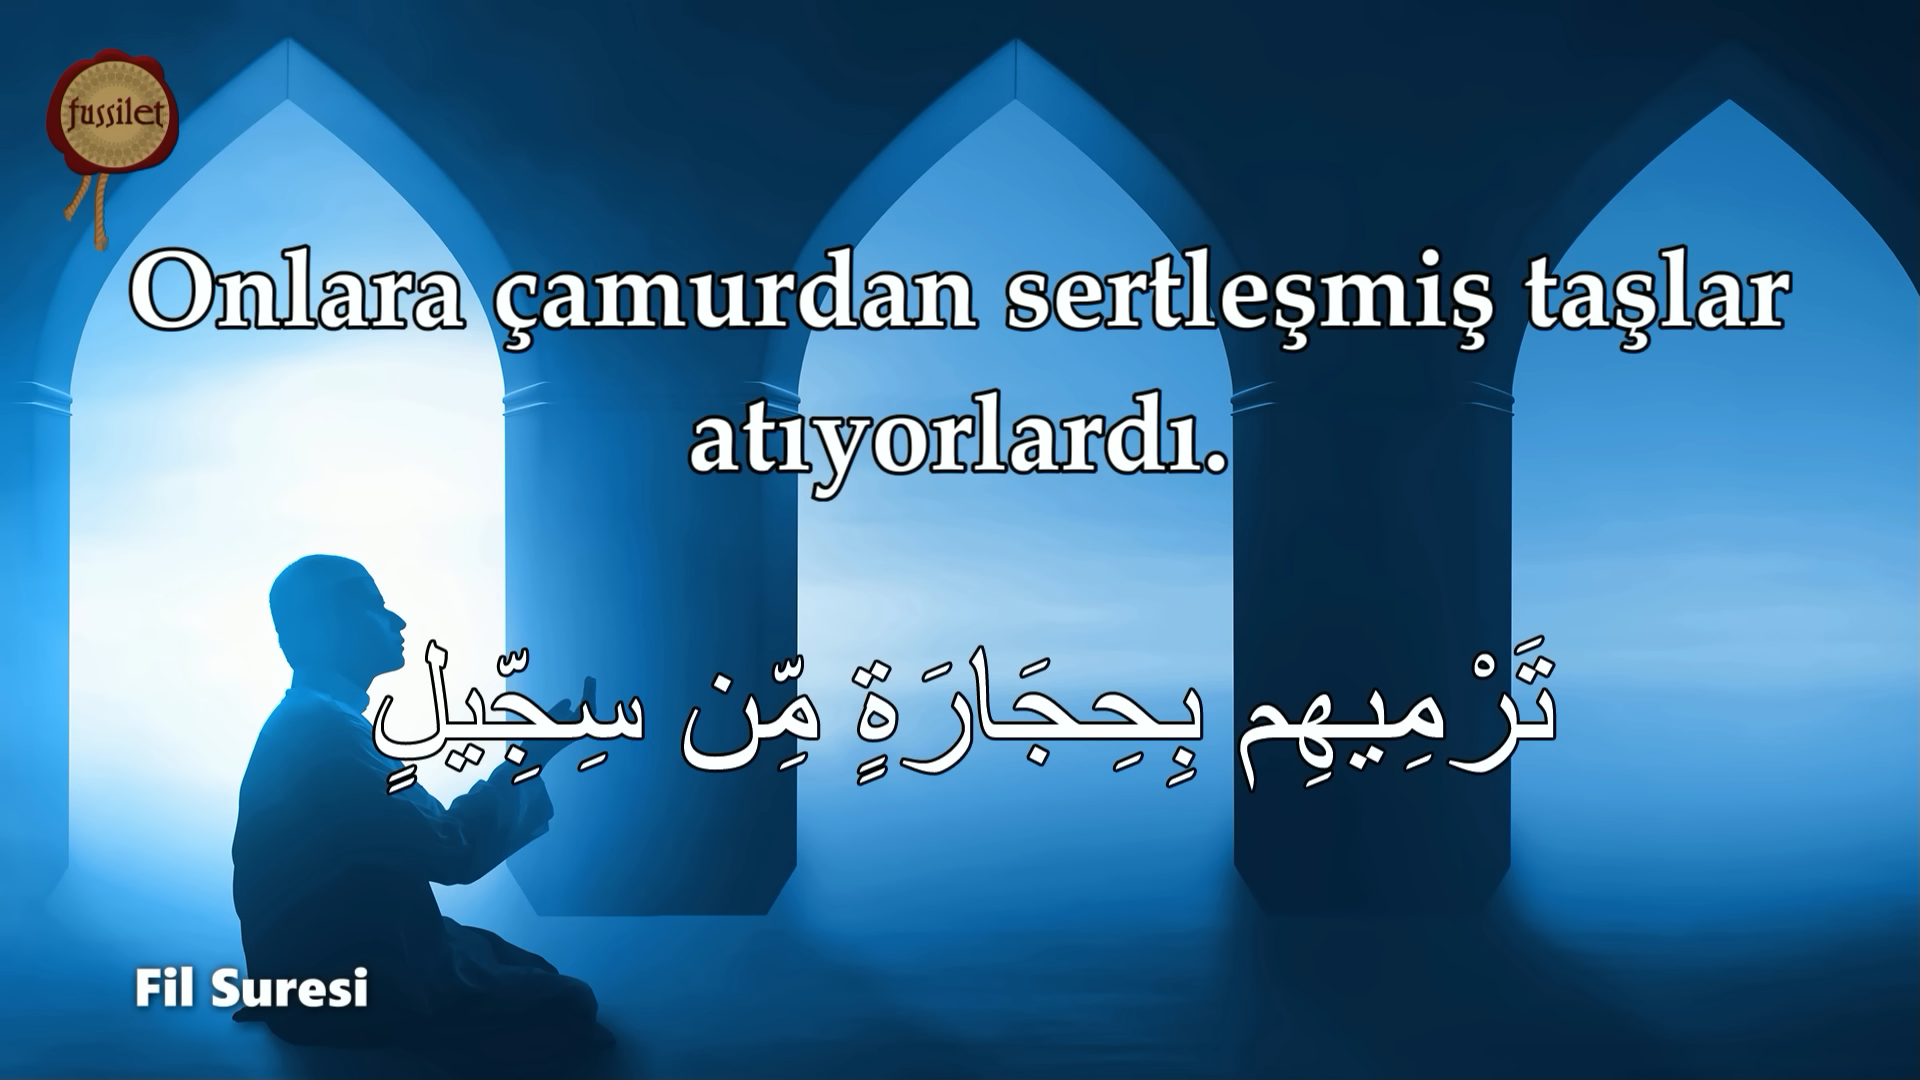 fussilet
Onlara çamurdan sertleşmiş taşlar
atıyorlardı.
تَرْمِيهِم بِحِجَارَةٍ مِّن سِجِّيلٍ
Fil Suresi